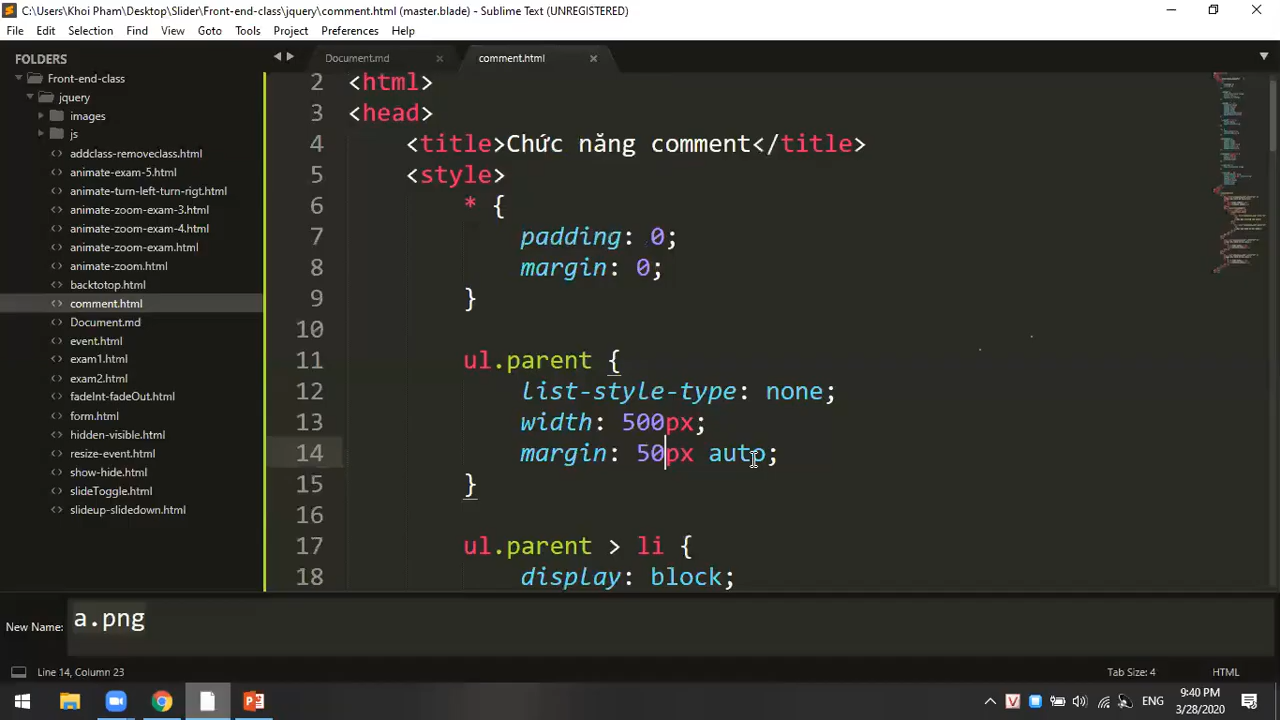 C:\Users\Khoi Pham\Desktop\Slider\Front-end-class\jquery\comment.html (master.blade) - Sublime Text (UNREGISTERED)
File Edit Selection Find View Goto Tools Project Preferences Help
FOLDERS
Front-end-class
jquery
images
js
addclass-removeclass.html
animate-exam-5.html
animate-turn-left-turn-rigt.html
animate-zoom-exam-3.html
animate-zoom-exam-4.html
animate-zoom-exam.html
animate-zoom.html
backtotop.html
comment.html
Document.md
event.html
exam1.html
exam2.html
fadeInt-fadeOut.html
form.html
hidden-visible.html
resize-event.html
show-hide.html
slideToggle.html
slideup-slidedown.html
Document.md comment.html
2 <html>
3 <head>
4 <title>Chức năng comment</title>
5 <style>
6 * {
7 padding: 0;
8 margin: 0;
9 }
10
11 ul.parent {
12 list-style-type: none;
13 width: 500px;
14 margin: 50px auto;
15 }
16
17 ul.parent > li {
18 display: block;
New Name: a.png
Line 14, Column 23 Tab Size: 4 HTML
ENG 9:40 PM
3/28/2020